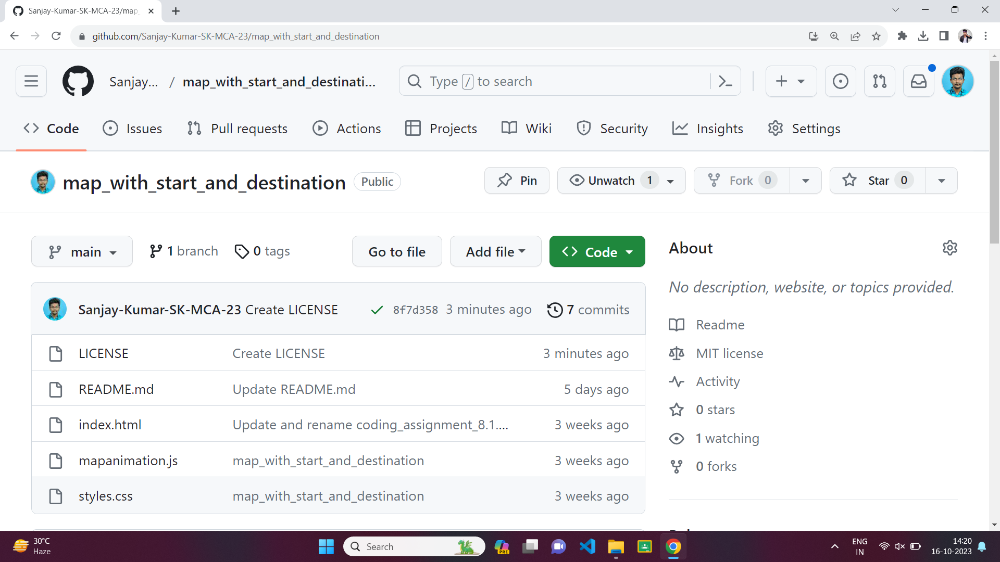 Sanjay-Kumar-SK-MCA-23/map_
github.com/Sanjay-Kumar-SK-MCA-23/map_with_start_and_destination
Sanjay... / map_with_start_and_destinati...
Type / to search
Code
Issues
Pull requests
Actions
Projects
Wiki
Security
Insights
Settings
map_with_start_and_destination Public
Pin
Unwatch 1
Fork 0
Star 0
main
1 branch
0 tags
Go to file
Add file
Code
Sanjay-Kumar-SK-MCA-23 Create LICENSE
8f7d358 3 minutes ago
7 commits
LICENSE Create LICENSE 3 minutes ago
README.md Update README.md 5 days ago
index.html Update and rename coding_assignment_8.1.... 3 weeks ago
mapanimation.js map_with_start_and_destination 3 weeks ago
styles.css map_with_start_and_destination 3 weeks ago
About
No description, website, or topics provided.
Readme
MIT license
Activity
0 stars
1 watching
0 forks
30°C
Haze
Search
PRE
ENG
IN
14:20
16-10-2023